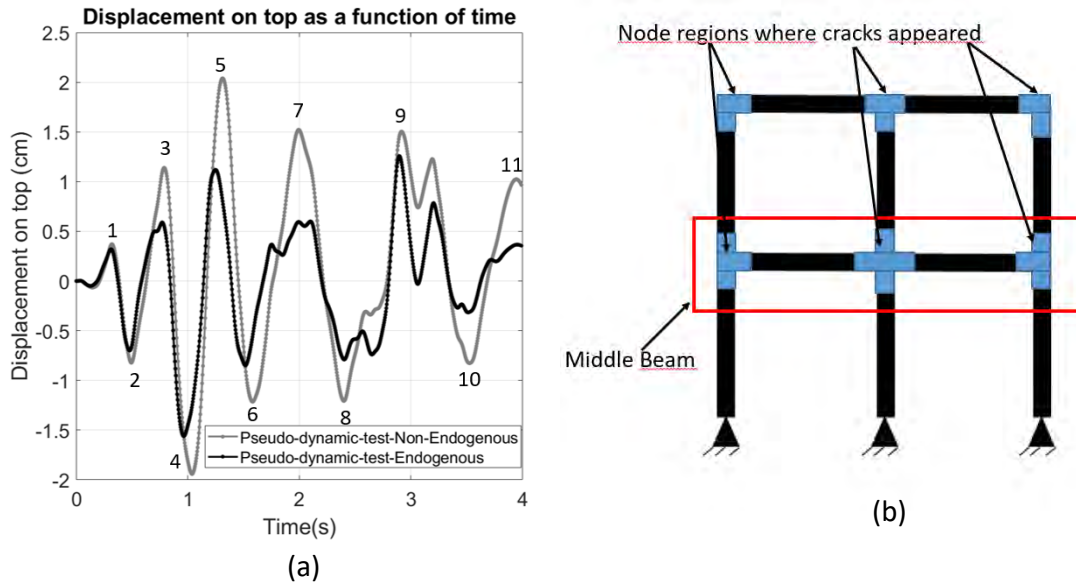 Displacement on top as a function of time
Displacement on top (cm)
2.5
2
1.5
1
0.5
0
-0.5
-1
-1.5
-2
1
2
3
4
5
6
7
8
9
10
11
Pseudo-dynamic-test-Non-Endogenous
Pseudo-dynamic-test-Endogenous
0
1
2
3
4
Time(s)
(a)
Node regions where cracks appeared
Middle Beam
(b)